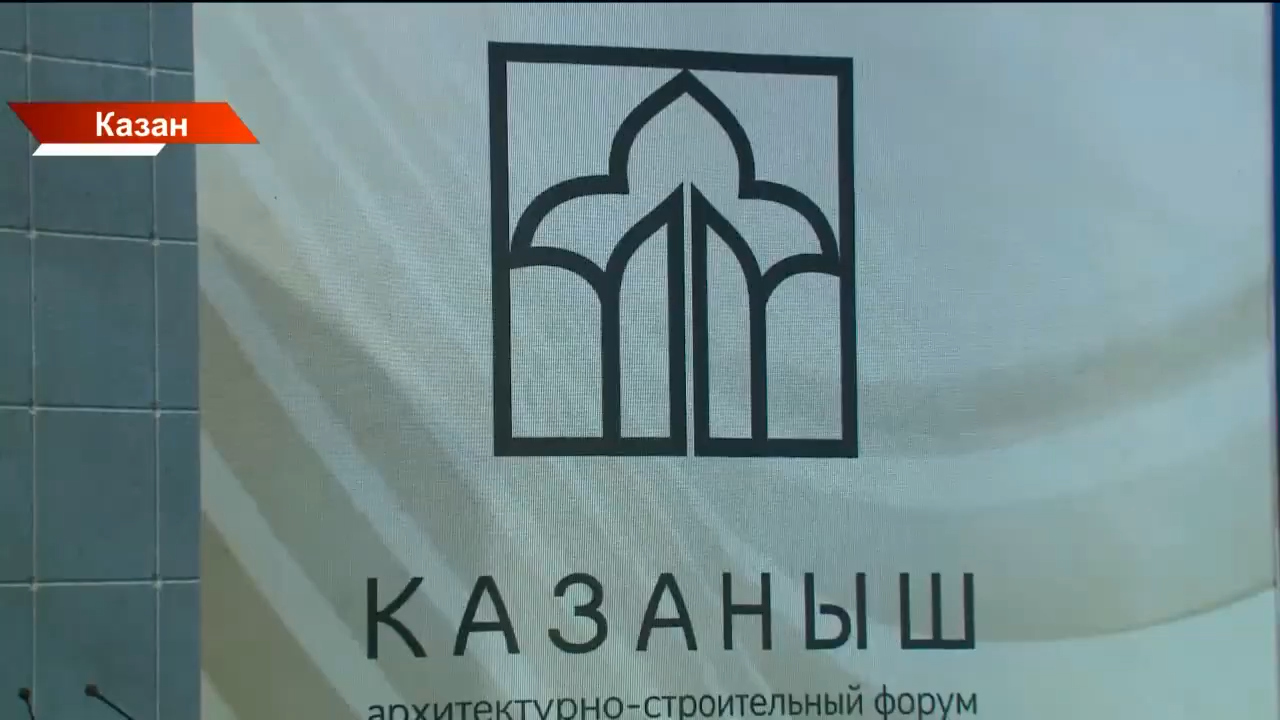 Казан
КАЗАНЫШ
архитектурно-строительный форум